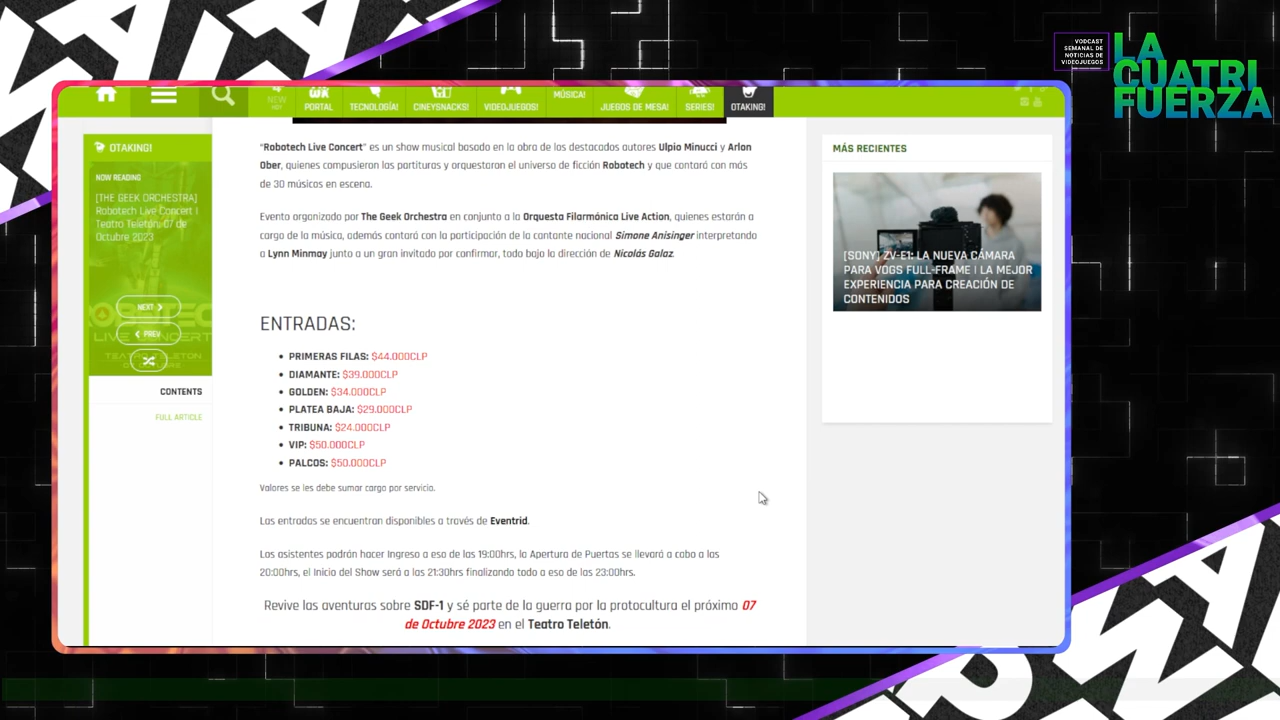 VODCAST
SEMANAL DE
NOTICIAS DE
VIDEOJUEGOS
LA
CUATRI
FUERZA
NEW
PORTAL
TECNOLOGÍA!
CINEYSNACKS!
VIDEOJUEGOS!
MÚSICA!
JUEGOS DE MESA!
SERIES!
OTAKING!
OTAKING!
NOW READING
[THE GEEK ORCHESTRA]
Robotech Live Concert |
Teatro Teletón, 07 de
Octubre 2023
NEXT
PREV
LIVE CONCERT
TEATRO TELETON
CONTENTS
FULL ARTICLE
“Robotech Live Concert” es un show musical basado en la obra de los destacados autores Ulpio Minucci y Arlon
Ober, quienes compusieron las partituras y orquestaron el universo de ficción Robotech y que contará con más
de 30 músicos en escena.
Evento organizado por The Geek Orchestra en conjunto a la Orquesta Filarmónica Live Action, quienes estarán a
cargo de la música, además contará con la participación de la cantante nacional Simone Anisinger interpretando
a Lynn Minmay junto a un gran invitado por confirmar, todo bajo la dirección de Nicolás Galaz.
ENTRADAS:
PRIMERAS FILAS: $44.000CLP
DIAMANTE: $39.000CLP
GOLDEN: $34.000CLP
PLATEA BAJA: $29.000CLP
TRIBUNA: $24.000CLP
VIP: $50.000CLP
PALCOS: $50.000CLP
Valores se les debe sumar cargo por servicio.
Las entradas se encuentran disponibles a través de Eventrid.
Los asistentes podrán hacer Ingreso a eso de las 19:00hrs, la Apertura de Puertas se llevará a cabo a las
20:00hrs, el Inicio del Show será a las 21:30hrs finalizando todo a eso de las 23:00hrs.
Revive las aventuras sobre SDF-1 y sé parte de la guerra por la protocultura el próximo 07
de Octubre 2023 en el Teatro Teletón.
MÁS RECIENTES
[SONY] ZV-E1: LA NUEVA CÁMARA
PARA VOGS FULL-FRAME | LA MEJOR
EXPERIENCIA PARA CREACIÓN DE
CONTENIDOS